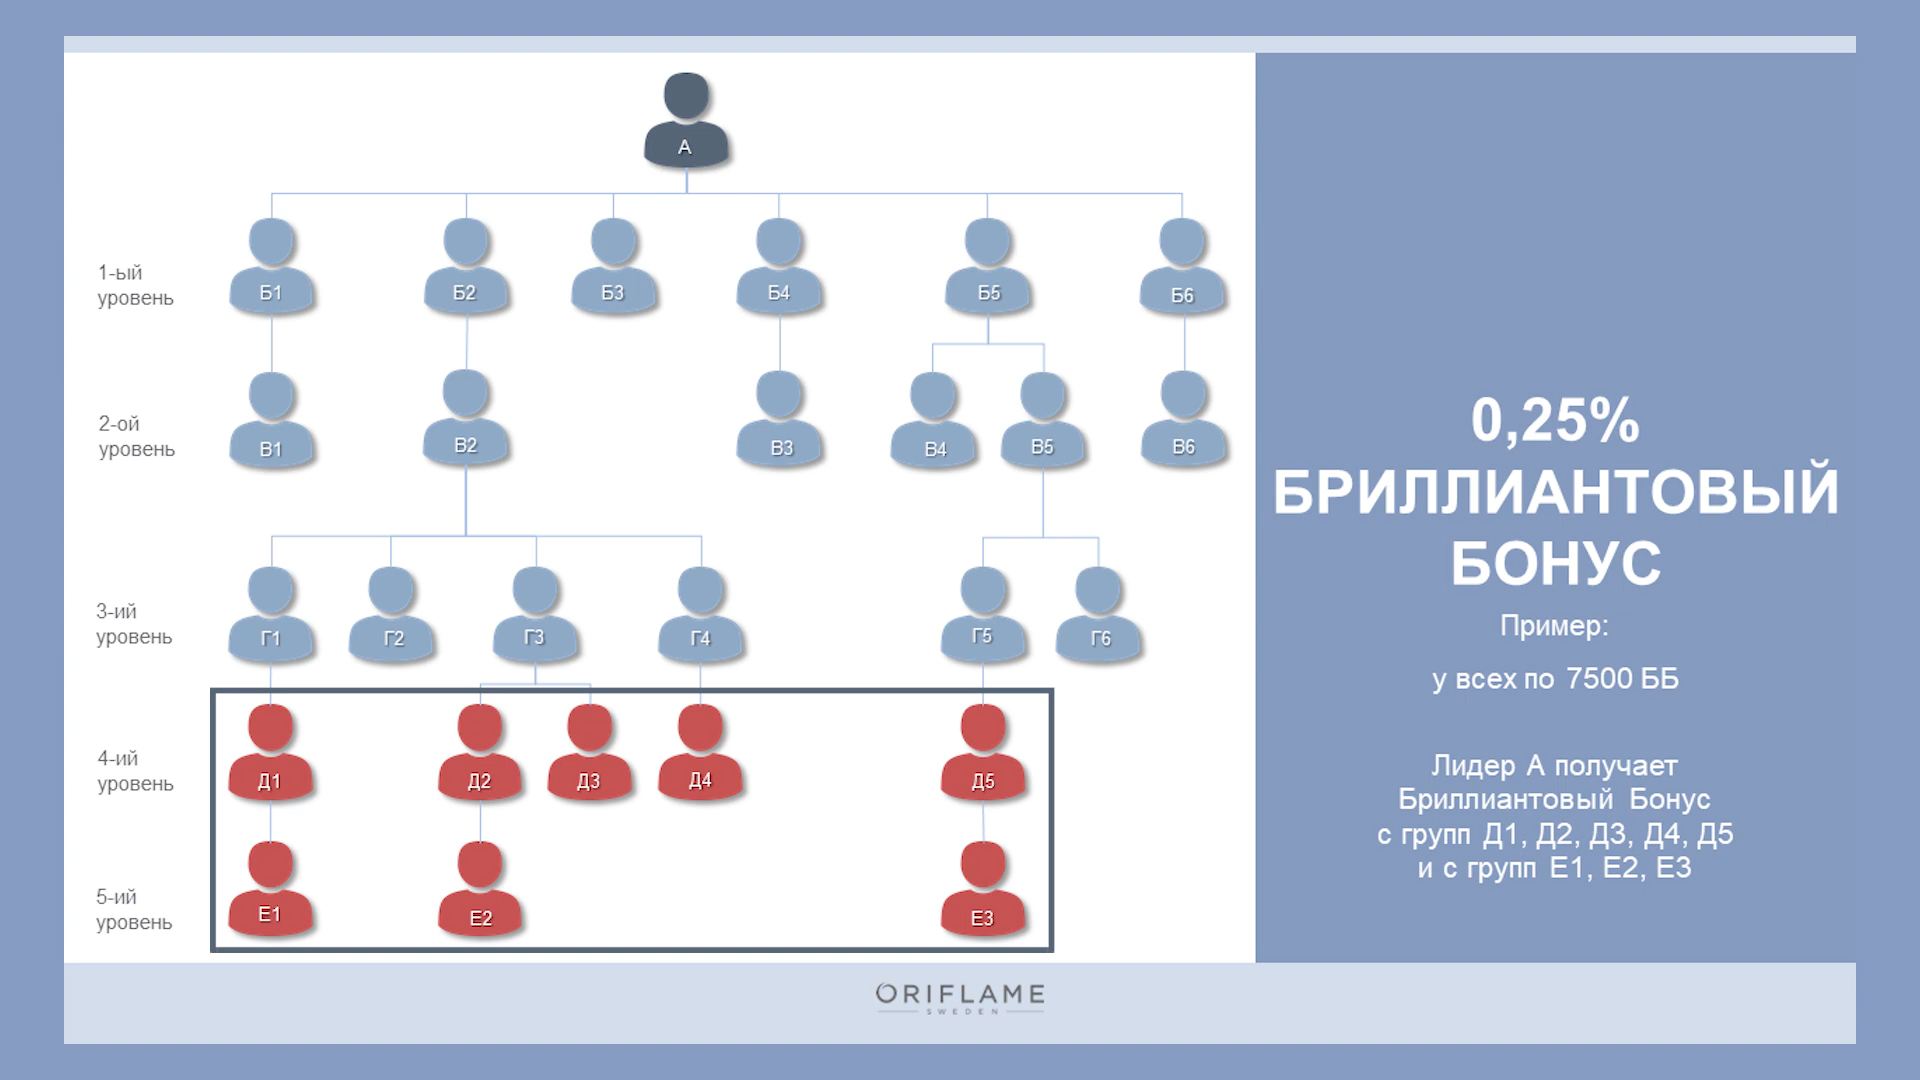 А
1-ый
уровень
Б1
Б2
Б3
Б4
Б5
Б6
2-ой
уровень
В1
В2
В3
В4
В5
В6
3-ий
уровень
Г1
Г2
Г3
Г4
Г5
Г6
4-ий
уровень
Д1
Д2
Д3
Д4
Д5
5-ий
уровень
Е1
Е2
Е3
0,25%
БРИЛЛИАНТОВЫЙ
БОНУС
Пример:
у всех по 7500 ББ
Лидер А получает
Бриллиантовый Бонус
с групп Д1, Д2, Д3, Д4, Д5
и с групп Е1, Е2, Е3
ORIFLAME
SWEDEN